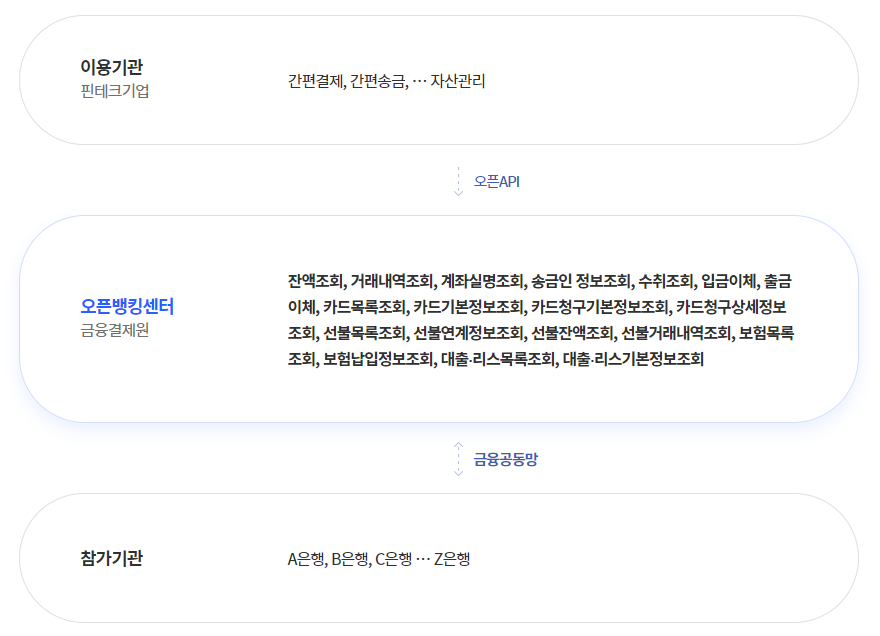 이용기관
핀테크기업
간편결제, 간편송금, ··· 자산관리
오픈API
오픈뱅킹센터
금융결제원
잔액조회, 거래내역조회, 계좌실명조회, 송금인 정보조회, 수취조회, 입금이체, 출금
이체, 카드목록조회, 카드기본정보조회, 카드청구기본정보조회, 카드청구상세정보
조회, 선불목록조회, 선불연계정보조회, 선불잔액조회, 선불거래내역조회, 보험목록
조회, 보험납입정보조회, 대출·리스목록조회, 대출·리스기본정보조회
금융공동망
참가기관
A은행, B은행, C은행 ··· Z은행